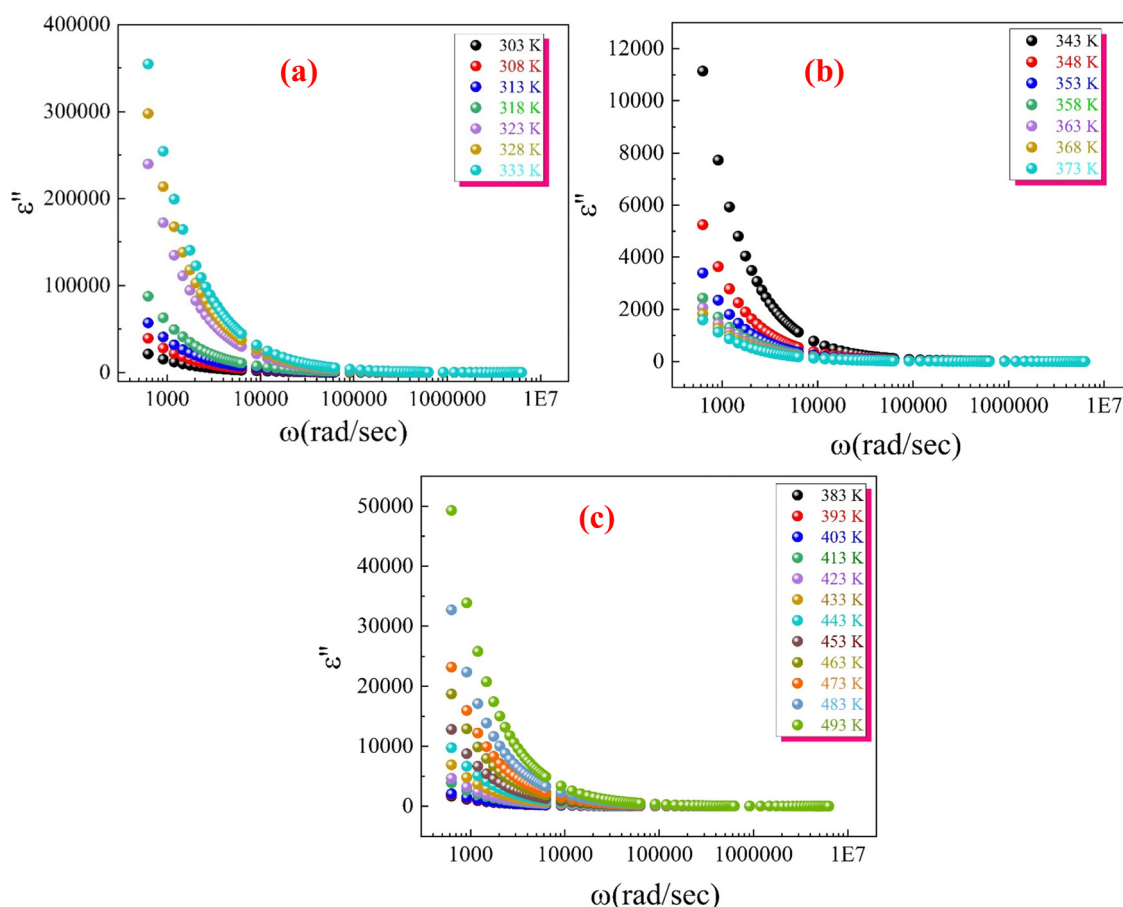 400000
300000
200000
100000
0
ε"
(a)
303 K
308 K
313 K
318 K
323 K
328 K
333 K
1000
10000
100000
1000000
1E7
ω(rad/sec)
12000
10000
8000
6000
4000
2000
0
ε"
(b)
343 K
348 K
353 K
358 K
363 K
368 K
373 K
1000
10000
100000
1000000
1E7
ω(rad/sec)
50000
40000
30000
20000
10000
0
ε"
(c)
383 K
393 K
403 K
413 K
423 K
433 K
443 K
453 K
463 K
473 K
483 K
493 K
1000
10000
100000
1000000
1E7
ω(rad/sec)